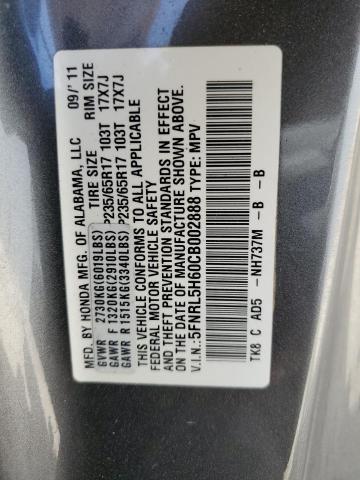 MFD. BY HONDA MFG. OF ALABAMA, LLC 09/'11
TIRE SIZE RIM SIZE
GVWR 2730KG(6019LBS)
GAWR F 1320KG(2910LBS) P235/65R17 103T 17X7J
GAWR R 1515KG(3340LBS) P235/65R17 103T 17X7J
THIS VEHICLE CONFORMS TO ALL APPLICABLE
FEDERAL MOTOR VEHICLE SAFETY
AND THEFT PREVENTION STANDARDS IN EFFECT
ON THE DATE OF MANUFACTURE SHOWN ABOVE.
V.I.N.:5FNRL5H60CB002888 TYPE: MPV
TK8 C AD5 -NH737M -B -B